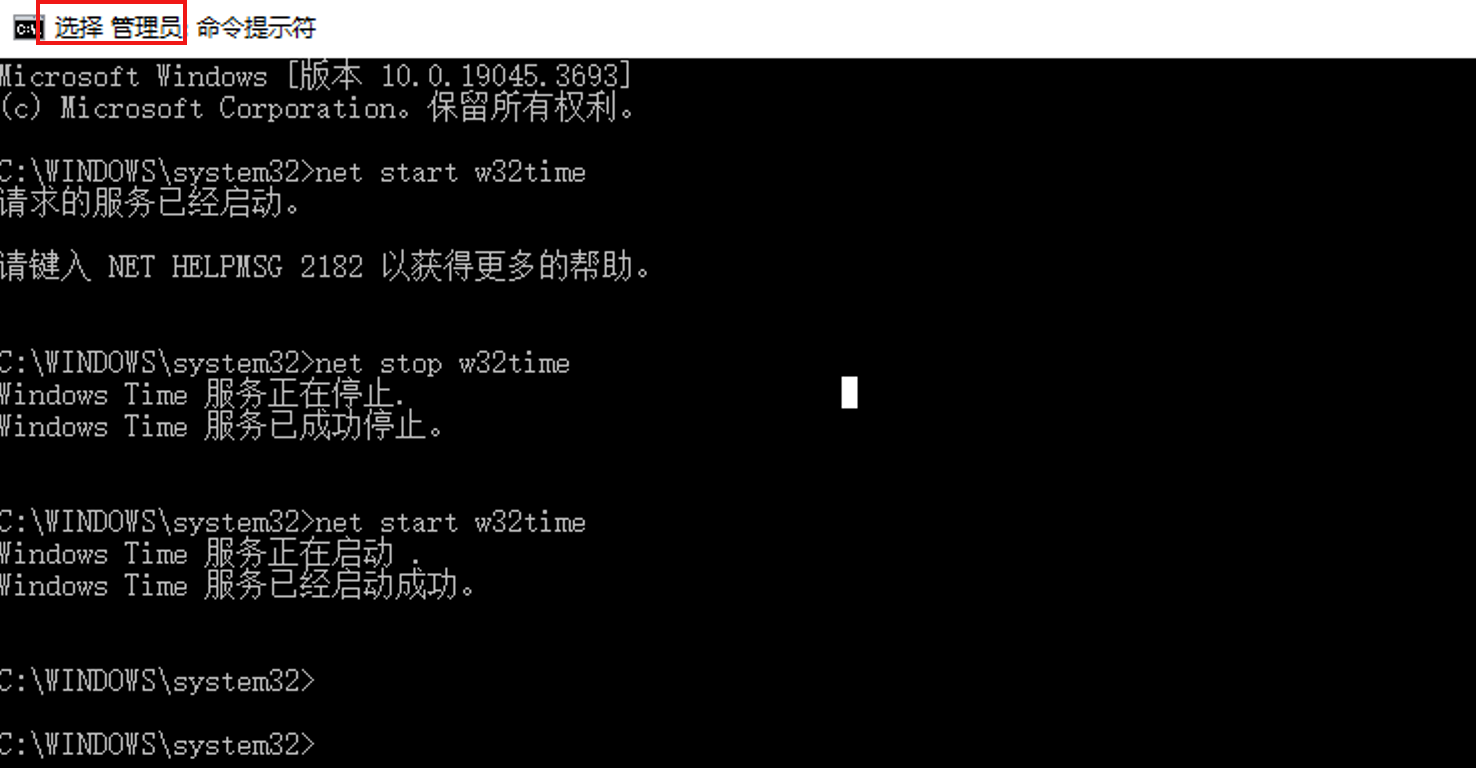 选择 管理员: 命令提示符
Microsoft Windows [版本 10.0.19045.3693]
(c) Microsoft Corporation。保留所有权利。
C:\WINDOWS\system32>net start w32time
请求的服务已经启动。
请键入 NET HELPMSG 2182 以获得更多的帮助。
C:\WINDOWS\system32>net stop w32time
Windows Time 服务正在停止.
Windows Time 服务已成功停止。
C:\WINDOWS\system32>net start w32time
Windows Time 服务正在启动 .
Windows Time 服务已经启动成功。
C:\WINDOWS\system32>
C:\WINDOWS\system32>